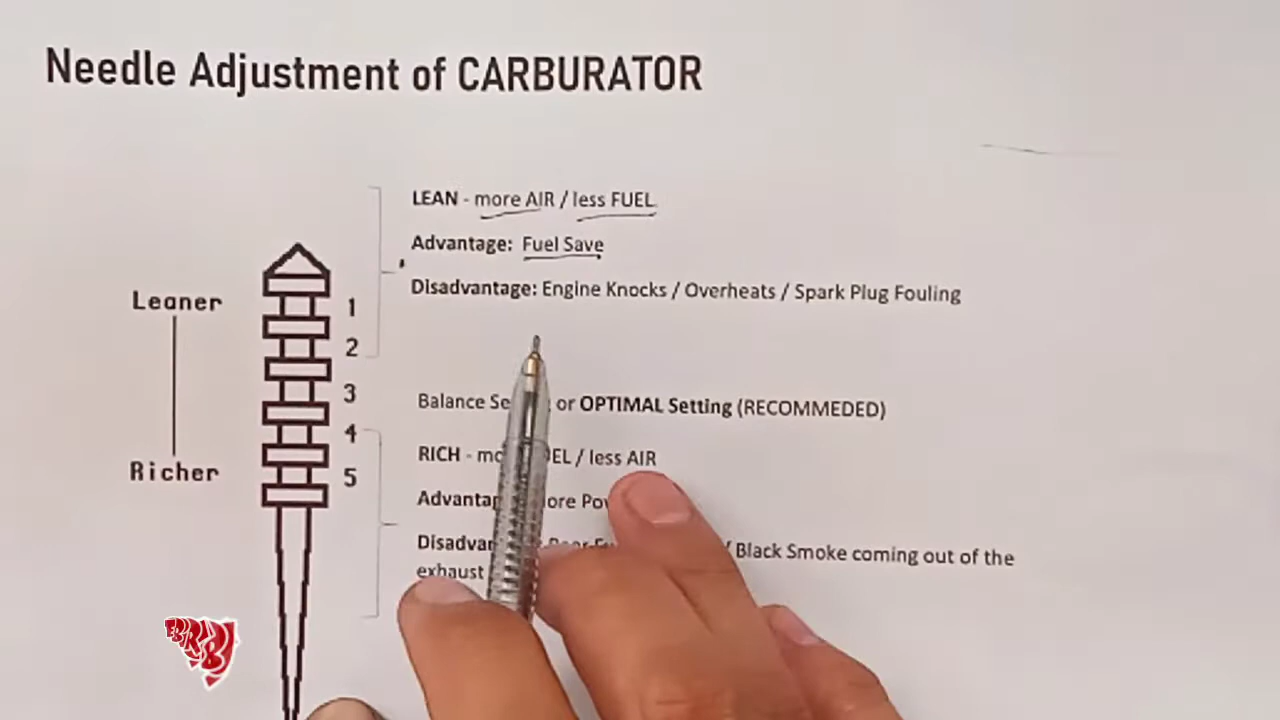 Needle Adjustment of CARBURATOR
LEAN - more AIR / less FUEL
Advantage: Fuel Save
Disadvantage: Engine Knocks / Overheats / Spark Plug Fouling
Leaner
1
2
3
4
5
Richer
Balance or OPTIMAL Setting (RECOMMEDED)
RICH - / less AIR
Black Smoke coming out of the
exhaust